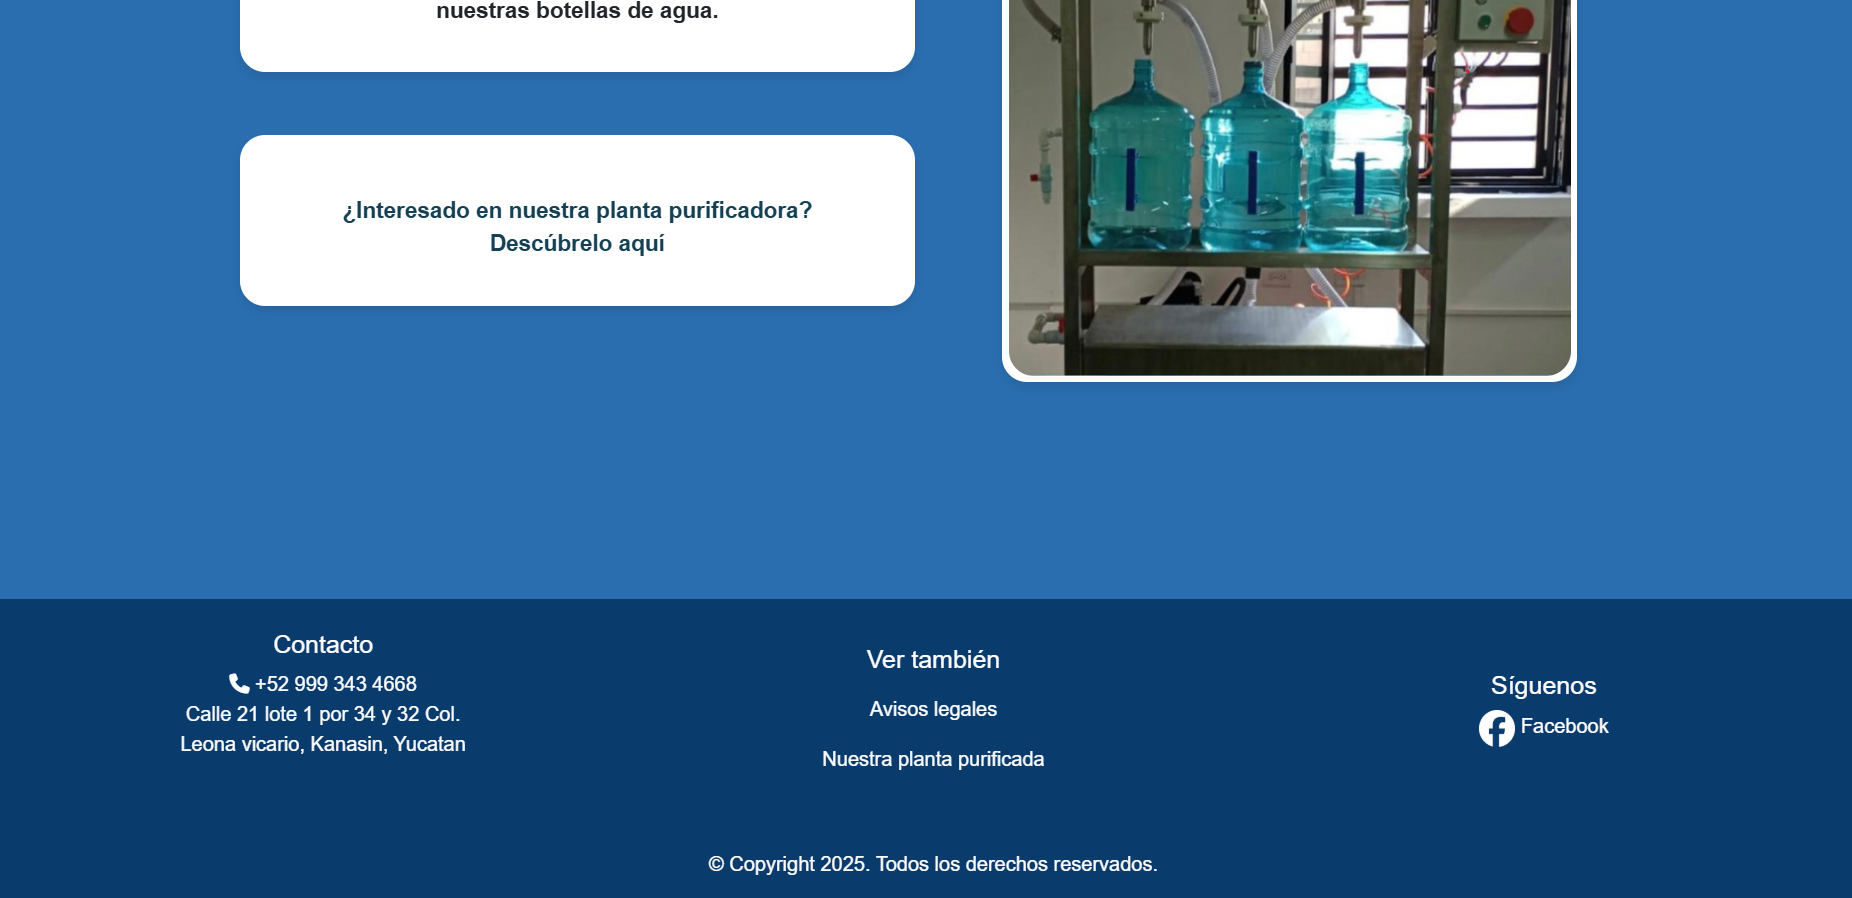 nuestras botellas de agua.
¿Interesado en nuestra planta purificadora?
Descúbrelo aquí
Contacto
+52 999 343 4668
Calle 21 lote 1 por 34 y 32 Col.
Leona vicario, Kanasin, Yucatan
Ver también
Avisos legales
Nuestra planta purificada
Síguenos
Facebook
© Copyright 2025. Todos los derechos reservados.